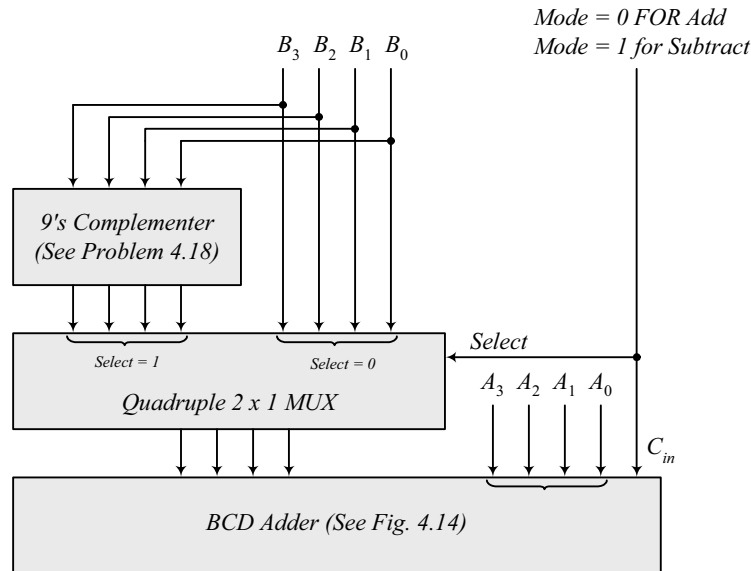 Mode = 0 FOR Add
Mode = 1 for Subtract
B3 B2 B1 B0
9's Complementer
(See Problem 4.18)
Select = 1
Select = 0
Select
Quadruple 2 x 1 MUX
A3 A2 A1 A0
Cin
BCD Adder (See Fig. 4.14)